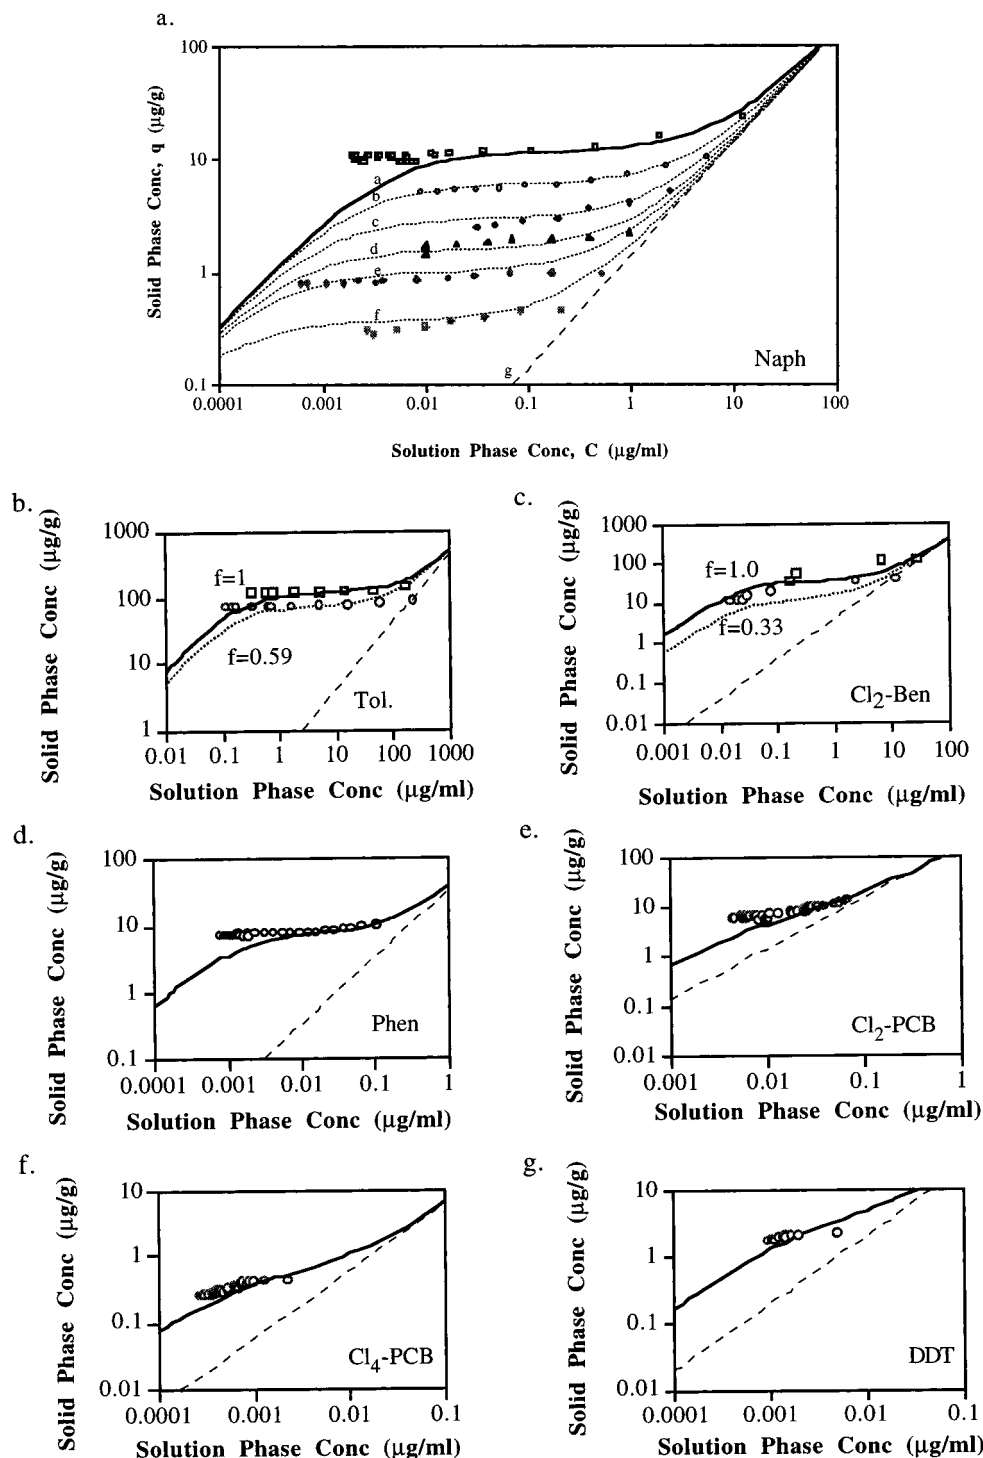 a.
100
10
1
0.1
Solid Phase Conc, q (µg/g)
a
b
c
d
e
f
g
Naph
0.0001 0.001 0.01 0.1 1 10 100
Solution Phase Conc, C (µg/ml)
b.
1000
100
10
1
Solid Phase Conc (µg/g)
f=1
f=0.59
Tol.
0.01 0.1 1 10 100 1000
Solution Phase Conc (µg/ml)
c.
1000
100
10
1
0.1
0.01
Solid Phase Conc (µg/g)
f=1.0
f=0.33
Cl2-Ben
0.001 0.01 0.1 1 10 100
Solution Phase Conc (µg/ml)
d.
100
10
1
0.1
Solid Phase Conc (µg/g)
Phen
0.0001 0.001 0.01 0.1 1
Solution Phase Conc (µg/ml)
e.
100
10
1
0.1
0.01
Solid Phase Conc (µg/g)
Cl2-PCB
0.001 0.01 0.1 1
Solution Phase Conc (µg/ml)
f.
10
1
0.1
0.01
Solid Phase Conc (µg/g)
Cl4-PCB
0.0001 0.001 0.01 0.1
Solution Phase Conc (µg/ml)
g.
10
1
0.1
0.01
Solid Phase Conc (µg/g)
DDT
0.0001 0.001 0.01 0.1
Solution Phase Conc (µg/ml)